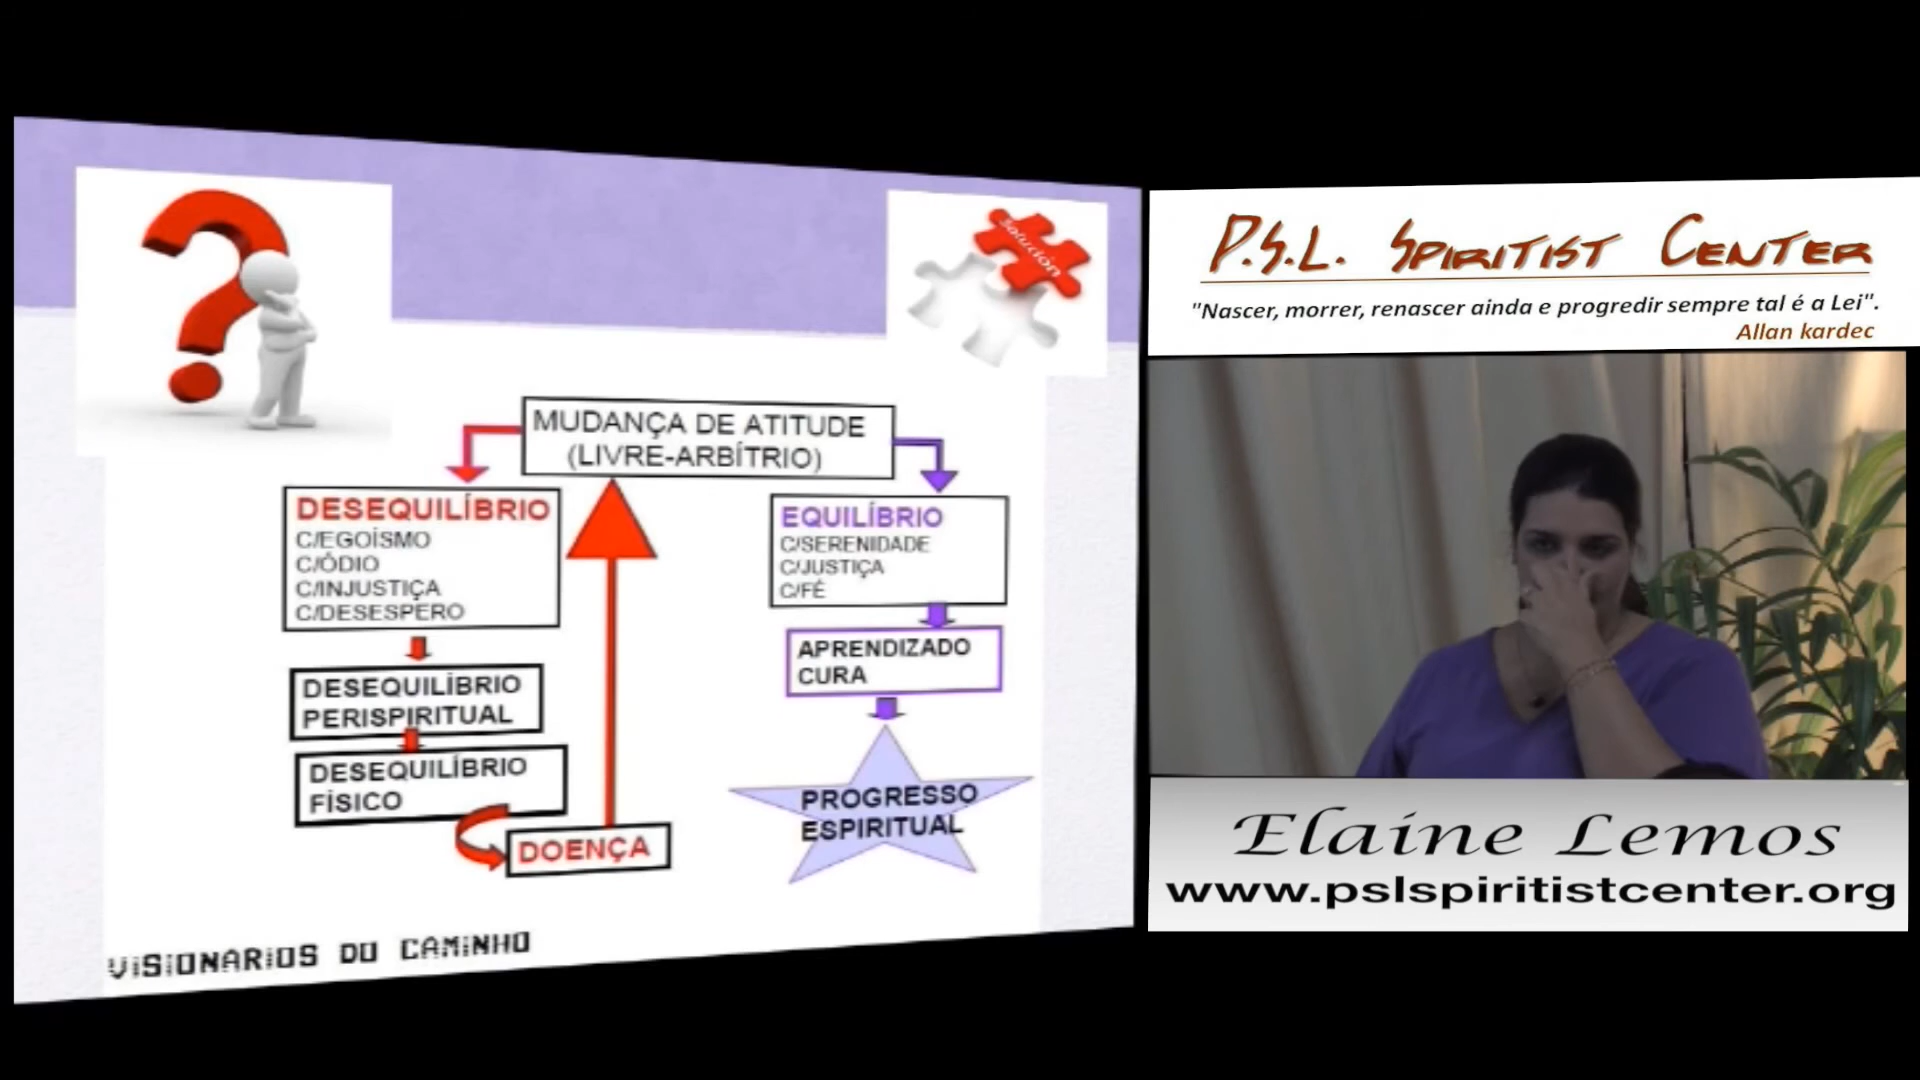 Solución
MUDANÇA DE ATITUDE
(LIVRE-ARBÍTRIO)
DESEQUILÍBRIO
C/EGOÍSMO
C/ÓDIO
C/INJUSTIÇA
C/DESESPERO
DESEQUILÍBRIO
PERISPIRITUAL
DESEQUILÍBRIO
FÍSICO
DOENÇA
EQUILÍBRIO
C/SERENIDADE
C/JUSTIÇA
C/FÉ
APRENDIZADO
CURA
PROGRESSO
ESPIRITUAL
ViSiONARiOS DO CAMiNHO
P.S.L. SPIRITIST CENTER
"Nascer, morrer, renascer ainda e progredir sempre tal é a Lei".
Allan kardec
Elaine Lemos
www.pslspiritistcenter.org